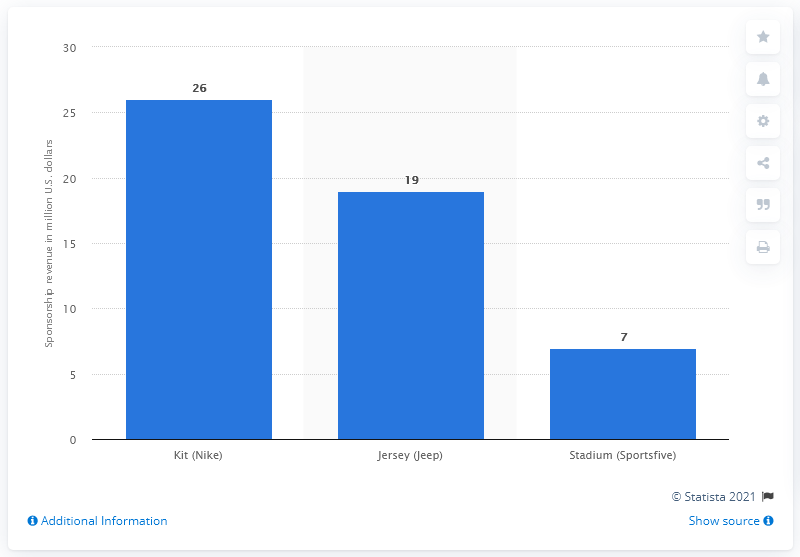 30
25
20
15
10
5
0
Sponsorship revenue in million U.S. dollars
26
19
7
Kit (Nike)
Jersey (Jeep)
Stadium (Sportsfive)
© Statista 2021
Additional Information
Show source